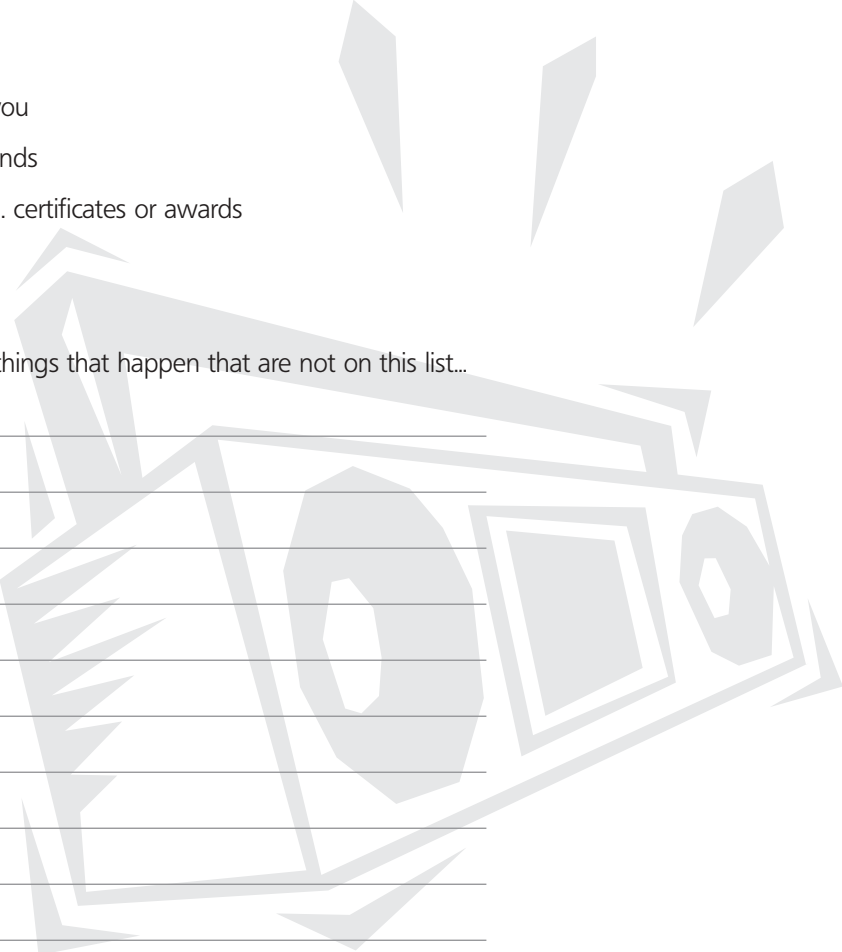 ou
nds
. certificates or awards
things that happen that are not on this list...